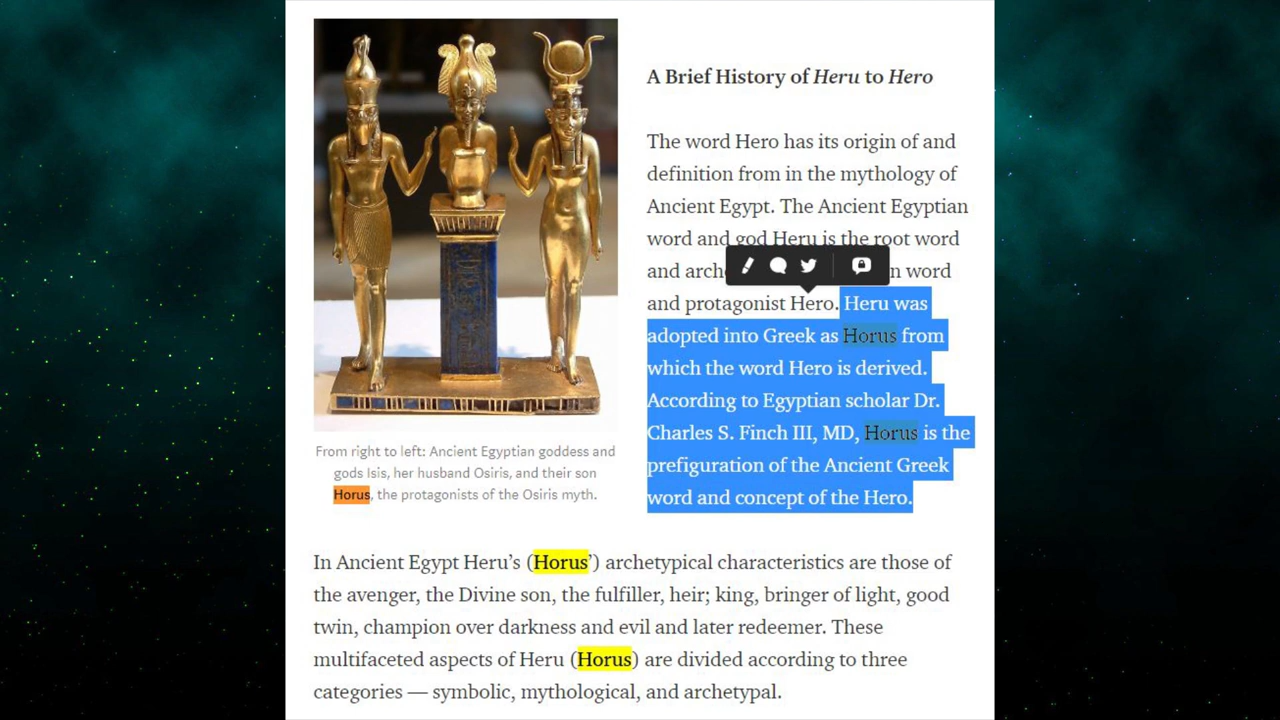 A Brief History of Heru to Hero
The word Hero has its origin of and
definition from in the mythology of
Ancient Egypt. The Ancient Egyptian
word and god Heru is the root word
and arch n word
and protagonist Hero. Heru was
adopted into Greek as Horus from
which the word Hero is derived.
According to Egyptian scholar Dr.
Charles S. Finch III, MD, Horus is the
prefiguration of the Ancient Greek
word and concept of the Hero.
From right to left: Ancient Egyptian goddess and
gods Isis, her husband Osiris, and their son
Horus, the protagonists of the Osiris myth.
In Ancient Egypt Heru’s (Horus’) archetypical characteristics are those of
the avenger, the Divine son, the fulfiller, heir; king, bringer of light, good
twin, champion over darkness and evil and later redeemer. These
multifaceted aspects of Heru (Horus) are divided according to three
categories — symbolic, mythological, and archetypal.